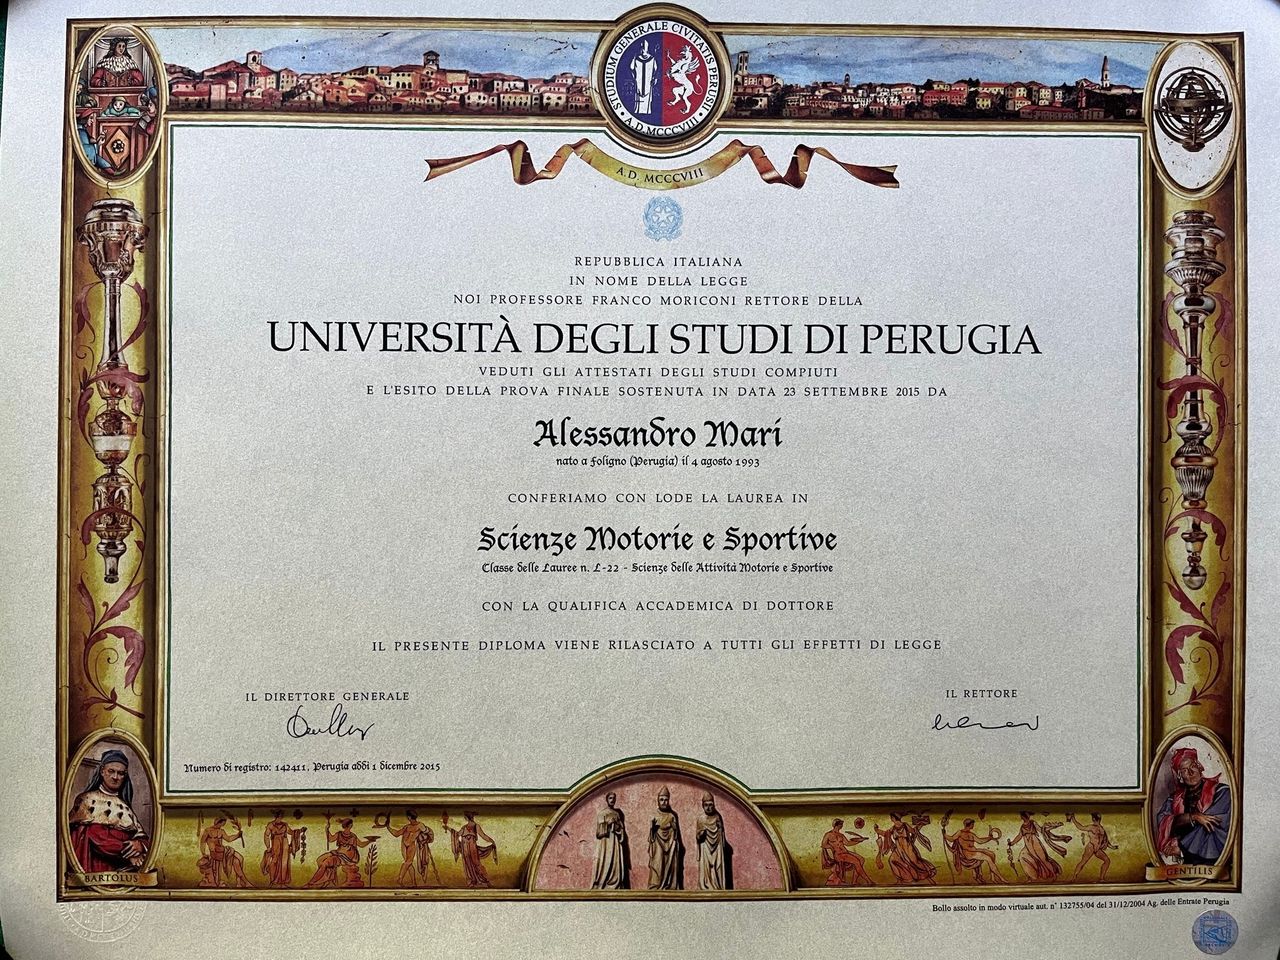 STUDIUM GENERALE CIVITATIS PERUSII
A.D. MCCCVIII
A.D. MCCCVIII
REPUBBLICA ITALIANA
IN NOME DELLA LEGGE
NOI PROFESSORE FRANCO MORICONI RETTORE DELLA
UNIVERSITÀ DEGLI STUDI DI PERUGIA
VEDUTI GLI ATTESTATI DEGLI STUDI COMPIUTI
E L'ESITO DELLA PROVA FINALE SOSTENUTA IN DATA 23 SETTEMBRE 2015 DA
Alessandro Mari
nato a Foligno (Perugia) il 4 agosto 1993
CONFERIAMO CON LODE LA LAUREA IN
Scienze Motorie e Sportive
Classe delle Lauree n. L-22 - Scienze delle Attività Motorie e Sportive
CON LA QUALIFICA ACCADEMICA DI DOTTORE
IL PRESENTE DIPLOMA VIENE RILASCIATO A TUTTI GLI EFFETTI DI LEGGE
IL DIRETTORE GENERALE
IL RETTORE
Numero di registro: 142411, Perugia addì 1 dicembre 2015
BARTOLUS
GENTILIS
Bollo assolto in modo virtuale aut. n° 132755/04 del 31/12/2004 Ag. delle Entrate Perugia